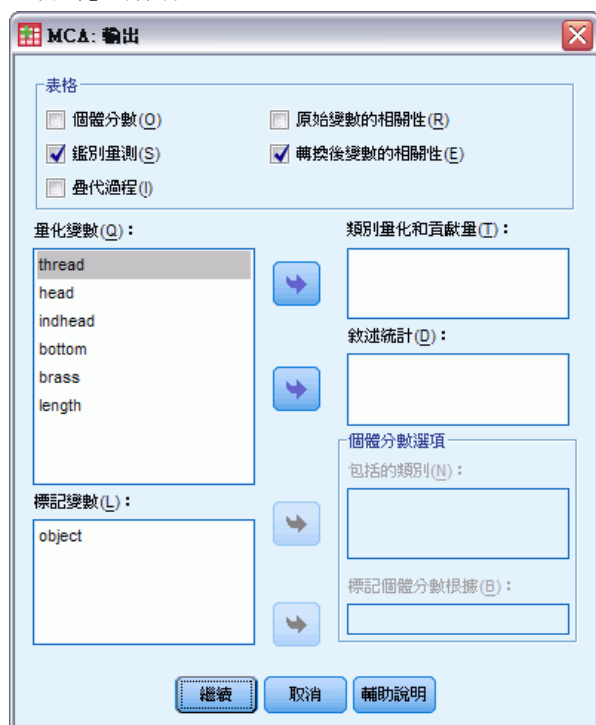 MCA: 輸出
表格
個體分數(O)
原始變數的相關性(R)
鑑別量測(S)
轉換後變數的相關性(E)
疊代過程(I)
量化變數(Q)：
類別量化和貢獻量(T)：
thread
head
indhead
bottom
brass
length
敘述統計(D)：
個體分數選項
包括的類別(N)：
標記變數(L)：
object
標記個體分數根據(B)：
繼續
取消
輔助說明